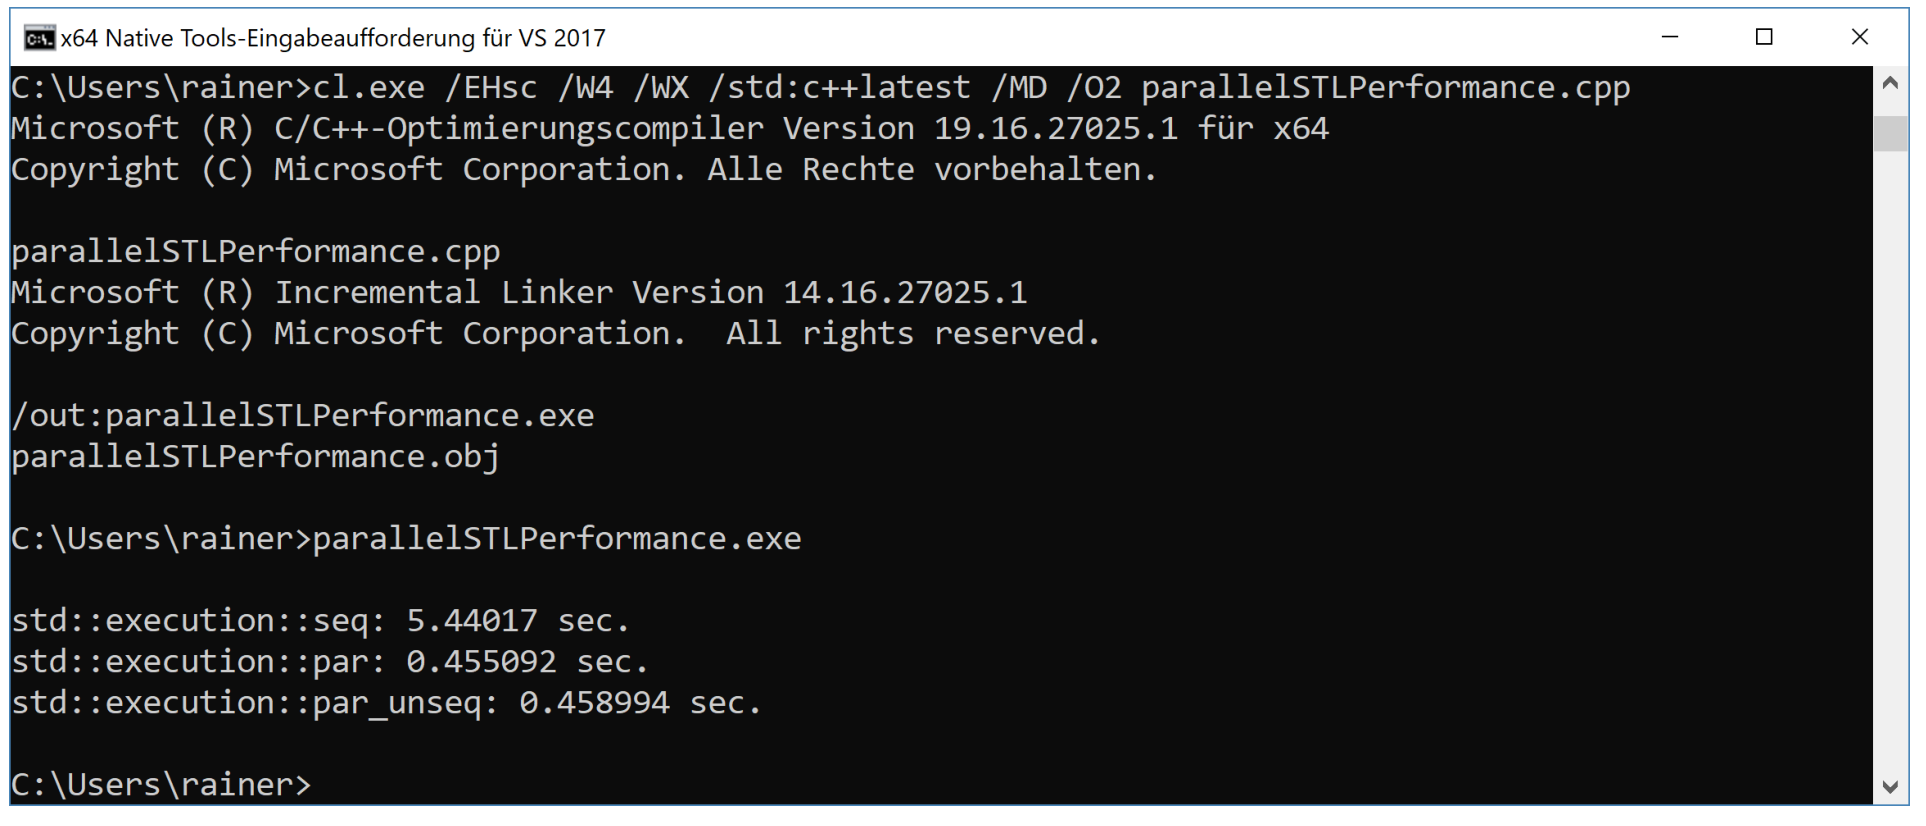 x64 Native Tools-Eingabeaufforderung für VS 2017
C:\Users\rainer>cl.exe /EHsc /W4 /WX /std:c++latest /MD /O2 parallelSTLPerformance.cpp
Microsoft (R) C/C++-Optimierungscompiler Version 19.16.27025.1 für x64
Copyright (C) Microsoft Corporation. Alle Rechte vorbehalten.
parallelSTLPerformance.cpp
Microsoft (R) Incremental Linker Version 14.16.27025.1
Copyright (C) Microsoft Corporation.  All rights reserved.
/out:parallelSTLPerformance.exe
parallelSTLPerformance.obj
C:\Users\rainer>parallelSTLPerformance.exe
std::execution::seq: 5.44017 sec.
std::execution::par: 0.455092 sec.
std::execution::par_unseq: 0.458994 sec.
C:\Users\rainer>